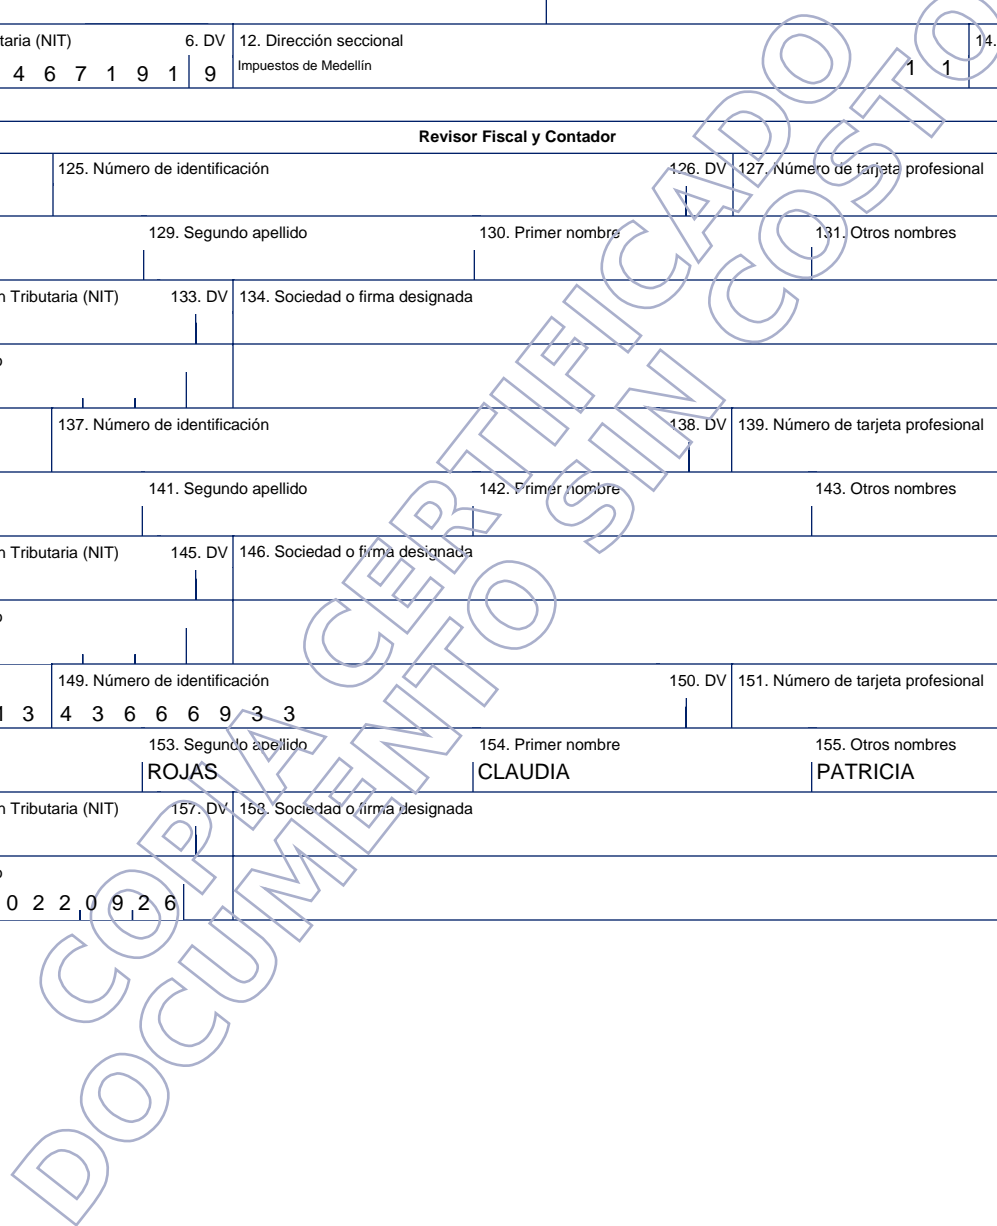 taria (NIT) 6. DV 12. Dirección seccional 14.
4 6 7 1 9 1 9 Impuestos de Medellín 1 1
Revisor Fiscal y Contador
125. Número de identificación 126. DV 127. Número de tarjeta profesional
129. Segundo apellido 130. Primer nombre 131. Otros nombres
n Tributaria (NIT) 133. DV 134. Sociedad o firma designada
o
137. Número de identificación 138. DV 139. Número de tarjeta profesional
141. Segundo apellido 142. Primer nombre 143. Otros nombres
n Tributaria (NIT) 145. DV 146. Sociedad o firma designada
o
149. Número de identificación 150. DV 151. Número de tarjeta profesional
1 3 4 3 6 6 6 9 3 3
153. Segundo apellido 154. Primer nombre 155. Otros nombres
ROJAS CLAUDIA PATRICIA
n Tributaria (NIT) 157. DV 158. Sociedad o firma designada
o
0 2 2 0 9 2 6
COPIA CERTIFICADO
DOCUMENTO SIN COSTO